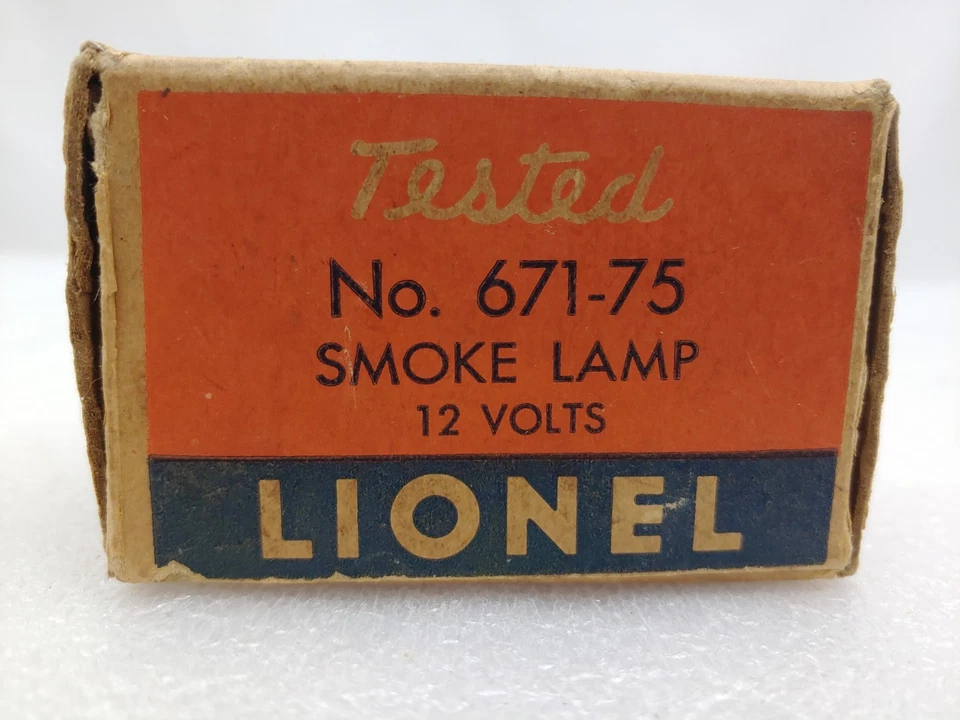 Tested
No. 671-75
SMOKE LAMP
12 VOLTS
LIONEL